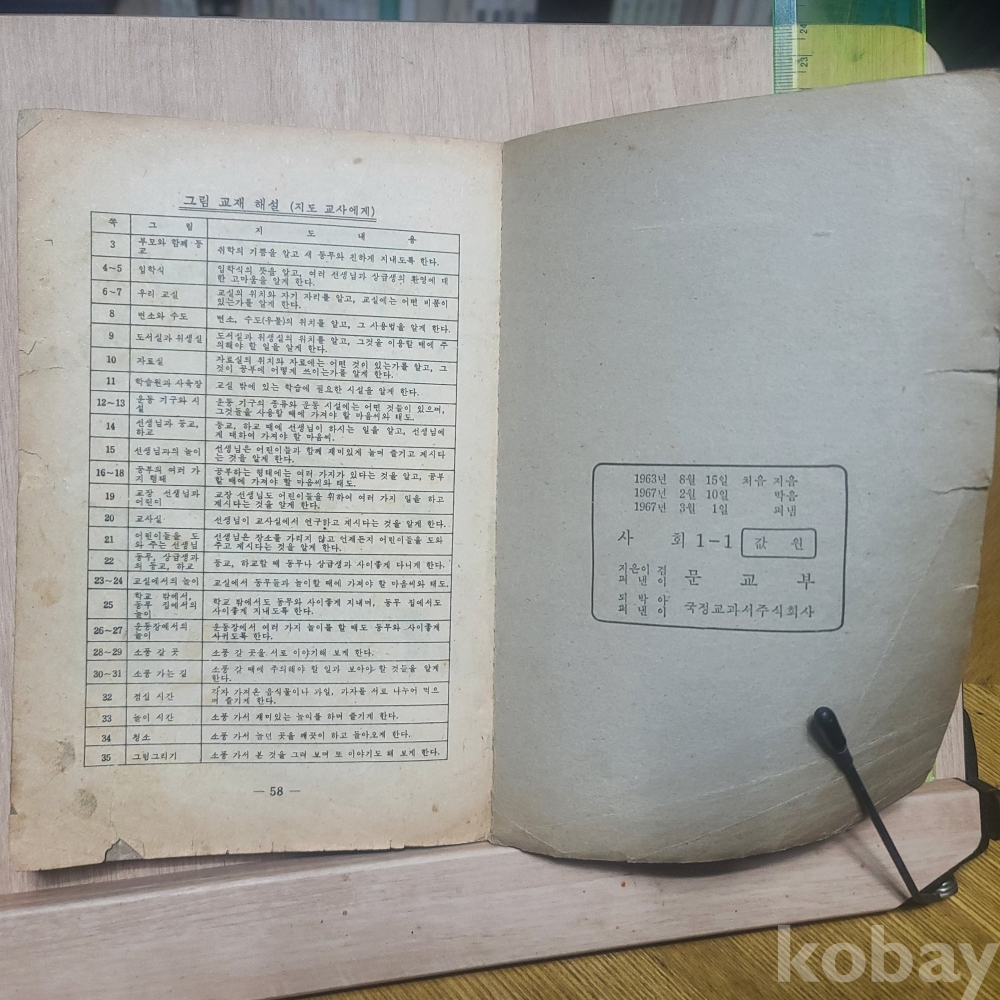 그림 교재 해설 (지도 교사에게)
쪽 그 림 지 도 내 용
3 부모와 함께 등교 취학의 기쁨을 알고 새 동무와 친하게 지내도록 한다.
4~5 입학식 입학식의 뜻을 알고, 여러 선생님과 상급생의 환영에 대
한 고마움을 알게 한다.
6~7 우리 교실 교실의 위치와 자기 자리를 알고, 교실에는 어떤 비품이
있는가를 알게 한다.
8 변소와 수도 변소, 수도(우물)의 위치를 알고, 그 사용법을 알게 한다.
9 도서실과 위생실 도서실과 위생실의 위치를 알고, 그것을 이용할 때에 주
의해야 할 일을 알게 한다.
10 자료실 자료실의 위치와 자료에는 어떤 것이 있는가를 알고, 그
것이 공부에 어떻게 쓰이는가를 알게 한다.
11 학습원과 사육장 교실 밖에 있는 학습에 필요한 시설을 알게 한다.
12~13 운동 기구와 시설 운동 기구의 종류와 운동 시설에는 어떤 것들이 있으며,
그것들을 사용할 때에 가져야 할 마음씨와 태도.
14 선생님과 등교, 하교 등교, 하교 때에 선생님이 하시는 일을 알고, 선생님에
게 대하여 가져야 할 마음씨.
15 선생님과의 놀이 선생님은 어린이들과 함께 재미있게 놀며 즐기고 계시다
는 것을 알게 한다.
16~18 공부의 여러 가지 형태 공부하는 형태에는 여러 가지가 있다는 것을 알고, 공부
할 때에 가져야 할 마음씨와 태도.
19 교장 선생님과 어린이 교장 선생님도 어린이들을 위하여 여러 가지 일을 하고
계시다는 것을 알게 한다.
20 교사실 선생님이 교사실에서 연구하고 계시다는 것을 알게 한다.
21 어린이들을 도와 주는 선생님 선생님은 장소를 가리지 않고 언제든지 어린이들을 도와
주고 계시다는 것을 알게 한다.
22 동무, 상급생과의 등교, 하교 등교, 하교할 때 동무나 상급생과 사이좋게 다니게 한다.
23~24 교실에서의 놀이 교실에서 동무들과 놀이할 때에 가져야 할 마음씨와 태도.
25 학교 밖에서, 동무 집에서의 놀이 학교 밖에서도 동무와 사이좋게 지내며, 동무 집에서도
사이좋게 지내도록 한다.
26~27 운동장에서의 놀이 운동장에서 여러 가지 놀이를 할 때도 동무와 사이좋게
사귀도록 한다.
28~29 소풍 갈 곳 소풍 갈 곳을 서로 이야기해 보게 한다.
30~31 소풍 가는 길 소풍 갈 때에 주의해야 할 일과 보아야 할 것들을 알게
한다.
32 점심 시간 각자 가져온 음식물이나 과일, 과자를 서로 나누어 먹으
며 즐기게 한다.
33 놀이 시간 소풍 가서 재미있는 놀이를 하며 즐기게 한다.
34 청소 소풍 가서 놀던 곳을 깨끗이 하고 돌아오게 한다.
35 그림그리기 소풍 가서 본 것을 그려 보며 또 이야기도 해 보게 한다.
— 58 —
1963년 8월 15일 처음 지음
1967년 2월 10일 박음
1967년 3월 1일 펴냄
사 회 1-1 값 원
지은이 겸
펴낸이 문 교 부
되박아
펴낸이 국정교과서주식회사
24
23
kobay